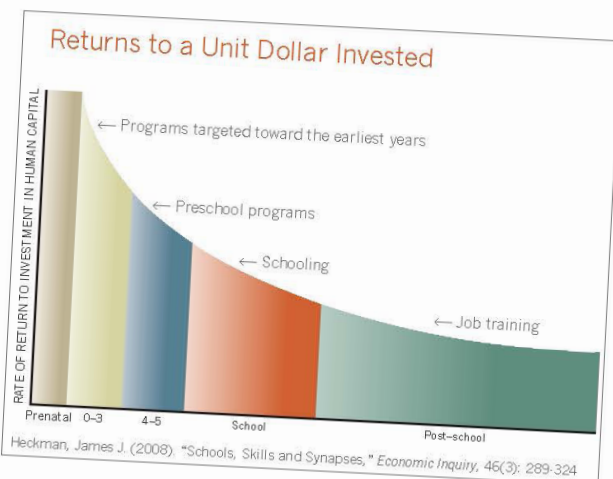 Returns to a Unit Dollar Invested
RATE OF RETURN TO INVESTMENT IN HUMAN CAPITAL
← Programs targeted toward the earliest years
← Preschool programs
← Schooling
← Job training
Prenatal 0–3 4–5 School Post–school
Heckman, James J. (2008). “Schools, Skills and Synapses,” Economic Inquiry, 46(3): 289-324